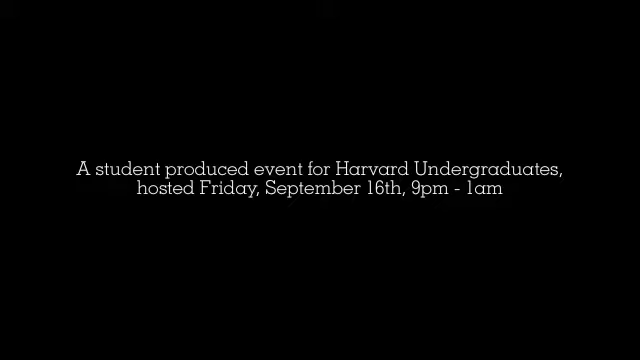 A student produced event for Harvard Undergraduates,
hosted Friday, September 16th, 9pm - 1am